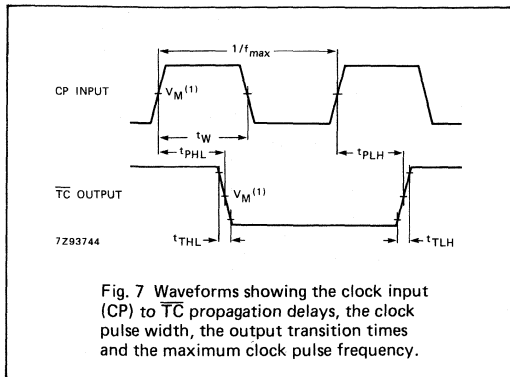 1/fmax
CP INPUT
VM(1)
tW
tPHL
tPLH
TC OUTPUT
VM(1)
7Z93744
tTHL
tTLH
Fig. 7 Waveforms showing the clock input
(CP) to TC propagation delays, the clock
pulse width, the output transition times
and the maximum clock pulse frequency.